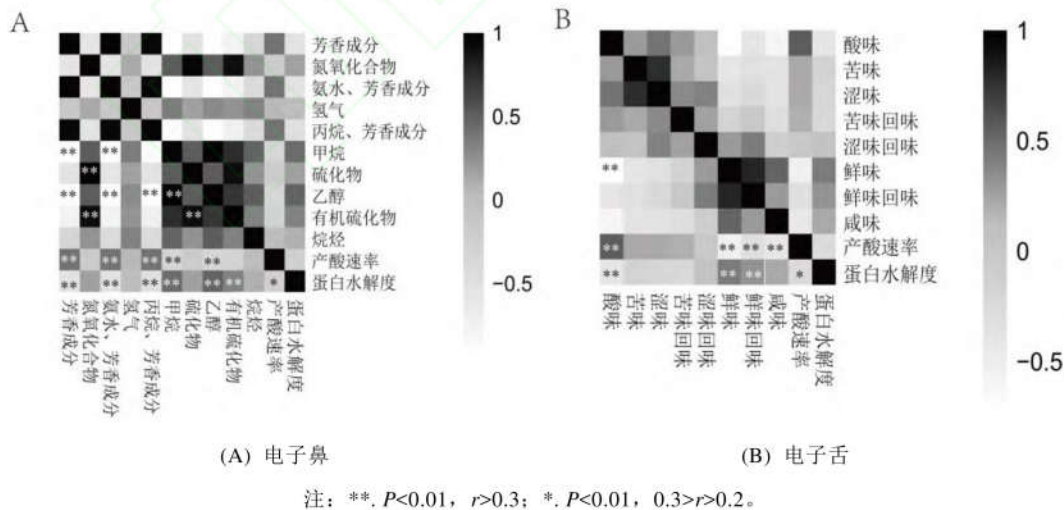 A
芳香成分
氮氧化合物
氨水、芳香成分
氢气
丙烷、芳香成分
甲烷
硫化物
乙醇
有机硫化物
烷烃
产酸速率
蛋白水解度
** **
**
** ** ** **
** **
** ** ** ** **
** ** ** ** ** ** *
芳香成分
氮氧化合物
氨水、芳香成分
氢气
丙烷、芳香成分
甲烷
硫化物
乙醇
有机硫化物
烷烃
产酸速率
蛋白水解度
1
0.5
0
−0.5
(A) 电子鼻
B
酸味
苦味
涩味
苦味回味
涩味回味
鲜味
鲜味回味
咸味
产酸速率
蛋白水解度
**
** ** ** **
** ** ** *
酸味
苦味
涩味
苦味回味
涩味回味
鲜味
鲜味回味
咸味
产酸速率
蛋白水解度
1
0.5
0
−0.5
(B) 电子舌
注：**. P<0.01，r>0.3；*. P<0.01，0.3>r>0.2。